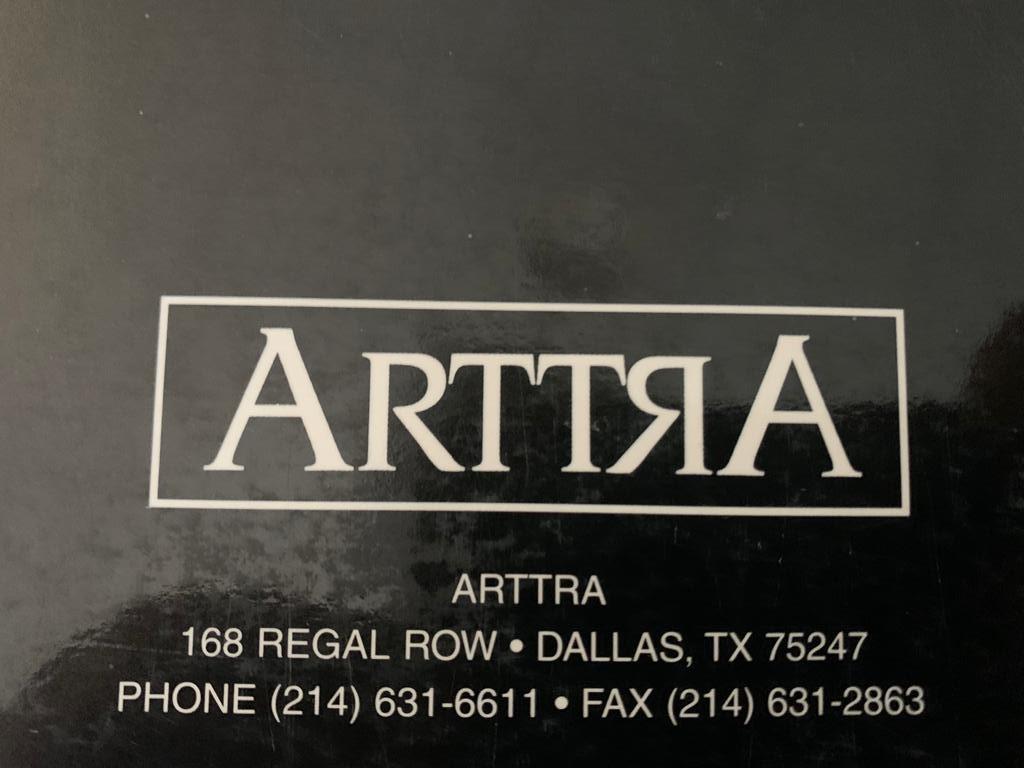 ARTTRA
ARTTRA
168 REGAL ROW • DALLAS, TX 75247
PHONE (214) 631-6611 • FAX (214) 631-2863